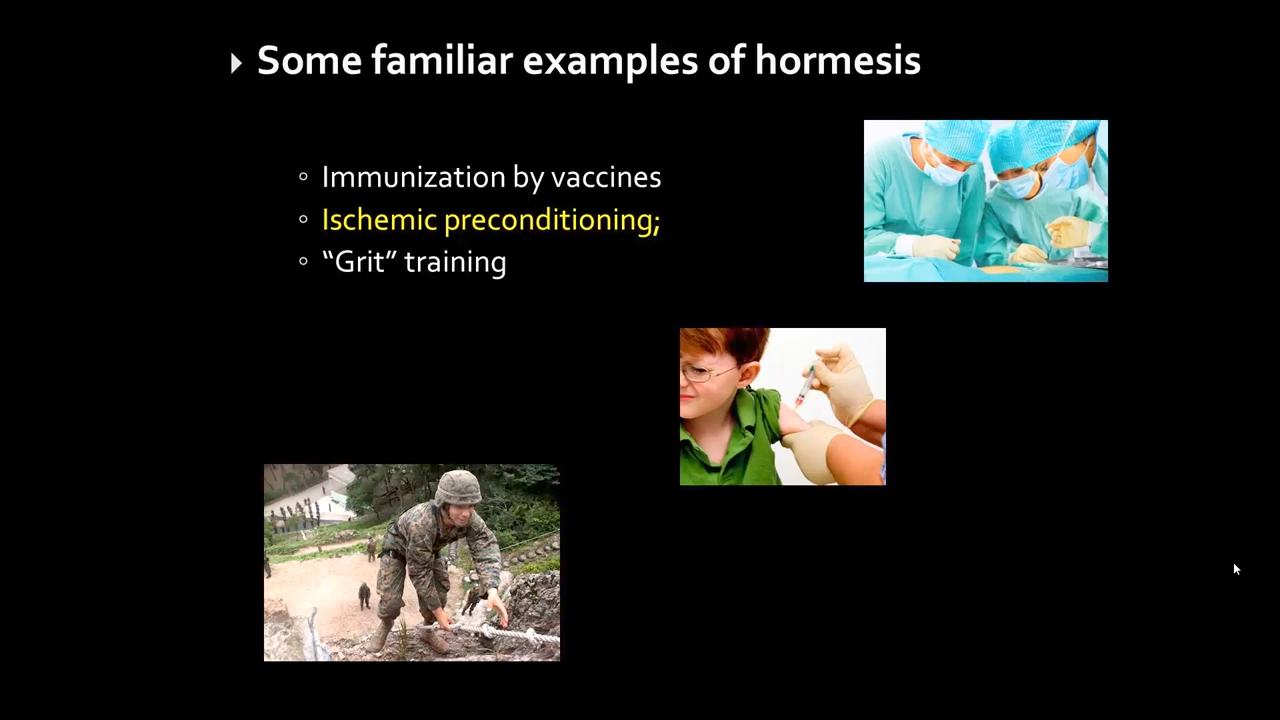 Some familiar examples of hormesis
Immunization by vaccines
Ischemic preconditioning;
“Grit” training